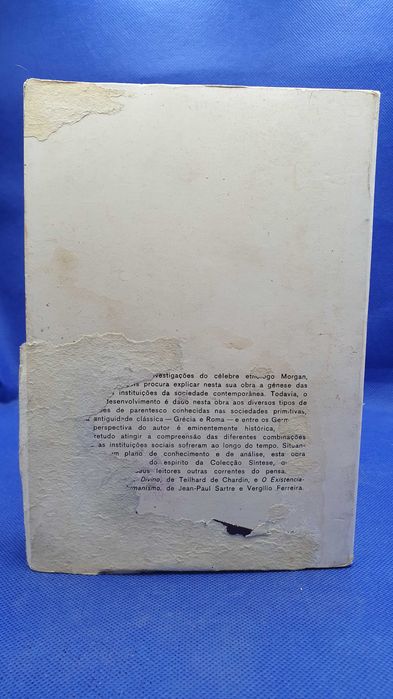 vestigações do célebre etnólogo Morgan,
procura explicar nesta sua obra a génese das
instituições da sociedade contemporânea. Todavia, o
desenvolvimento é dado nesta obra aos diversos tipos de
de parentesco conhecidas nas sociedades primitivas,
antiguidade clássica — Grécia e Roma — e entre os Germ
perspectiva do autor é eminentemente histórica,
retudo atingir a compreensão das diferentes combinações
as instituições sociais sofreram ao longo do tempo. Situan-
um plano de conhecimento e de análise, esta obra
do espírito da Colecção Síntese,
leitores outras correntes do pensa
Divino, de Teilhard de Chardin, e O Existencia-
manismo, de Jean-Paul Sartre e Vergílio Ferreira.